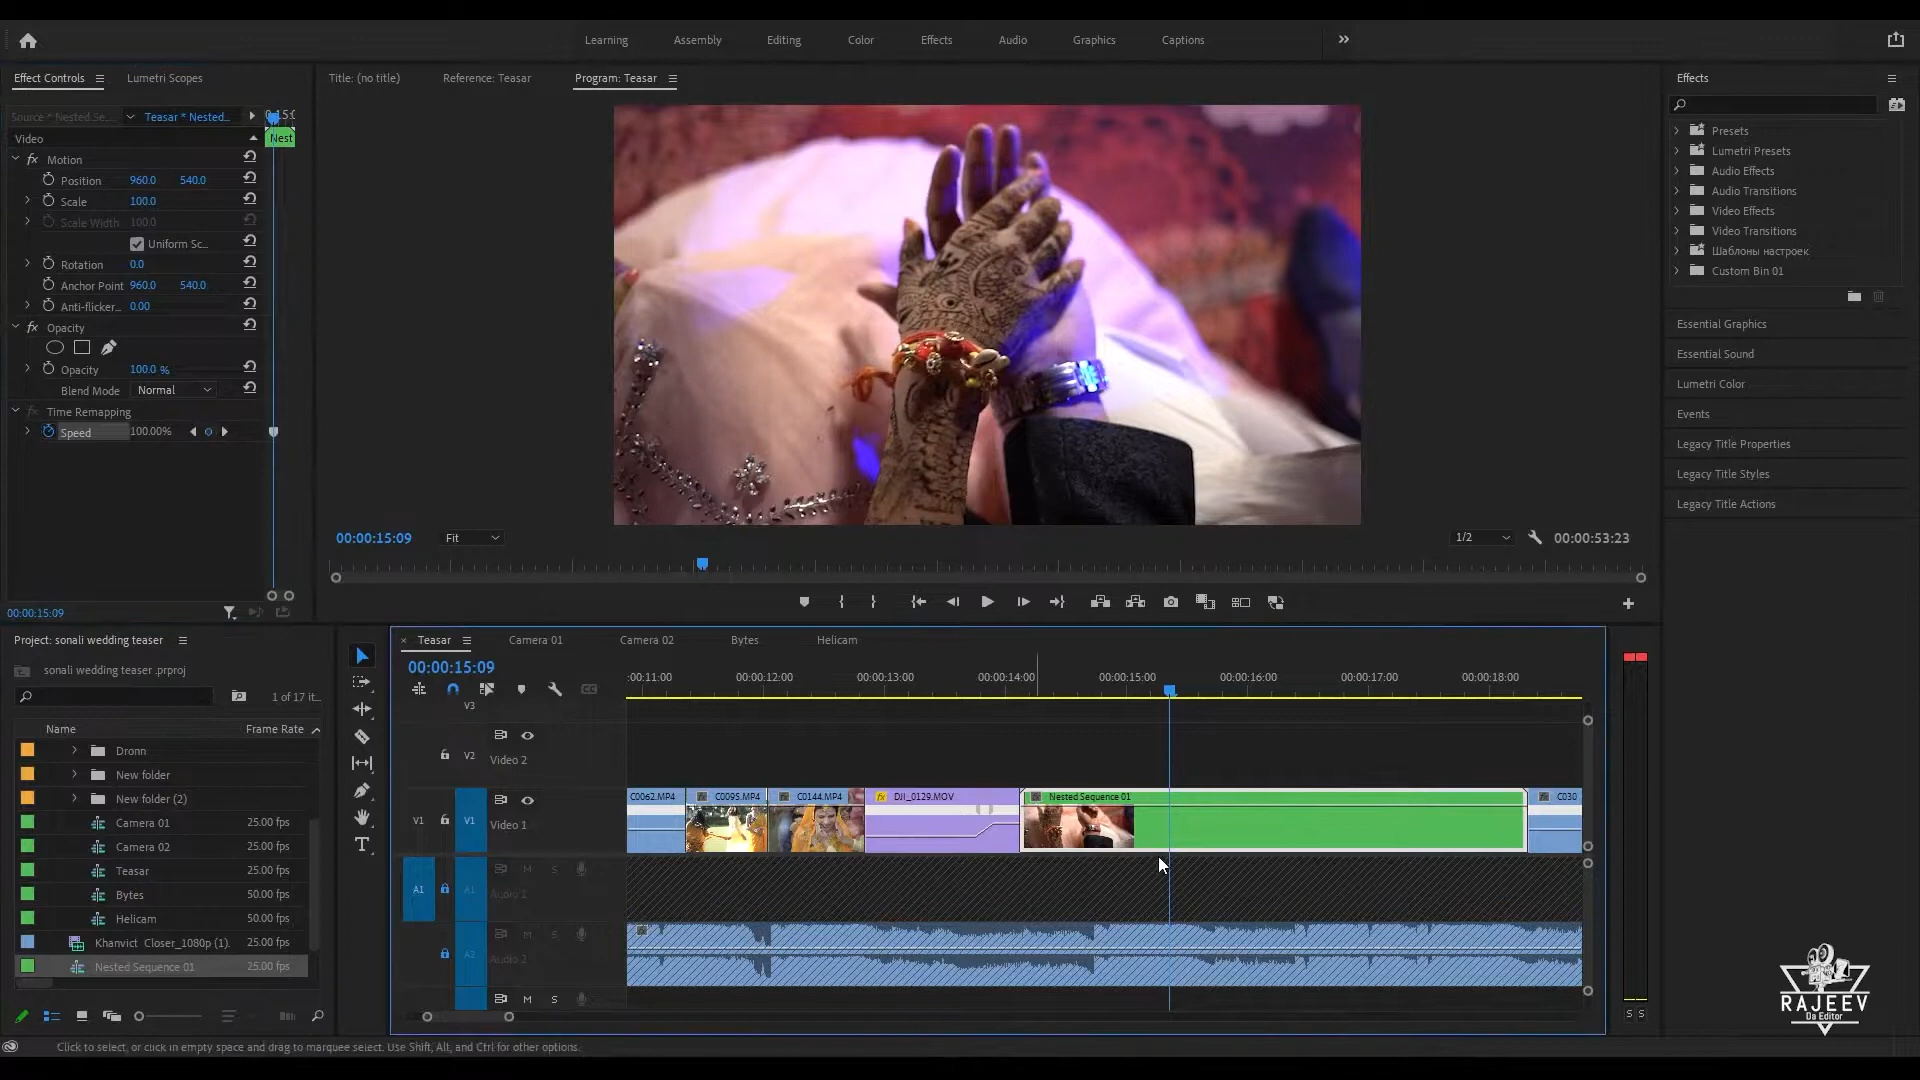 Learning Assembly Editing Color Effects Audio Graphics Captions
Effect Controls Lumetri Scopes
Title: (no title) Reference: Teasar Program: Teasar
Effects
Source * Nested Se... Teasar * Nested...
Video
Nest
Motion
Position 960.0 540.0
Scale 100.0
Scale Width 100.0
Uniform Sc...
Rotation 0.0
Anchor Point 960.0 540.0
Anti-flicker... 0.00
Opacity
Opacity 100.0 %
Blend Mode Normal
Time Remapping
Speed 100.00%
00:00:15:09
00:00:15:09 Fit 1/2 00:00:53:23
Presets
Lumetri Presets
Audio Effects
Audio Transitions
Video Effects
Video Transitions
Шаблоны настроек
Custom Bin 01
Essential Graphics
Essential Sound
Lumetri Color
Events
Legacy Title Properties
Legacy Title Styles
Legacy Title Actions
Project: sonali wedding teaser
sonali wedding teaser .prproj
1 of 17 it...
Name Frame Rate
Dronn
New folder
New folder (2)
Camera 01 25.00 fps
Camera 02 25.00 fps
Teasar 25.00 fps
Bytes 50.00 fps
Helicam 50.00 fps
Khanvict Closer_1080p (1). 25.00 fps
Nested Sequence 01 25.00 fps
× Teasar Camera 01 Camera 02 Bytes Helicam
00:00:15:09
:00:11:00 00:00:12:00 00:00:13:00 00:00:14:00 00:00:15:00 00:00:16:00 00:00:17:00 00:00:18:00
V3
V2 Video 2
C0062.MP4 C0095.MP4 C0144.MP4 DJI_0129.MOV Nested Sequence 01 C030
V1 V1 Video 1
A1 A1 M S Audio 1
A2 M S Audio 2
M S
S S
Click to select, or click in empty space and drag to marquee select. Use Shift, Alt, and Ctrl for other options.
RAJEEV
Da Editor